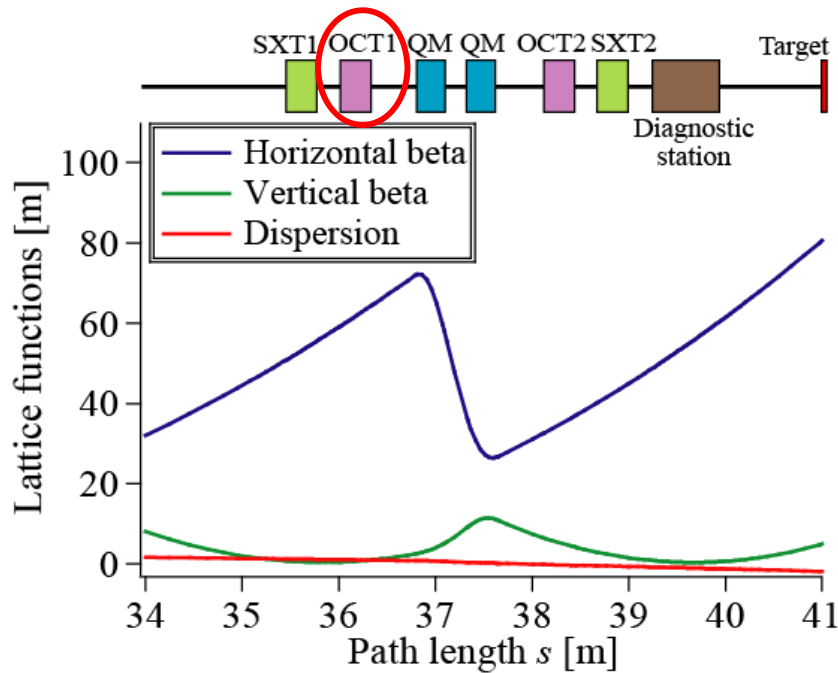 SXT1 OCT1 QM QM OCT2 SXT2 Target
Diagnostic
station
Horizontal beta
Vertical beta
Dispersion
Lattice functions [m]
100
80
60
40
20
0
34 35 36 37 38 39 40 41
Path length s [m]